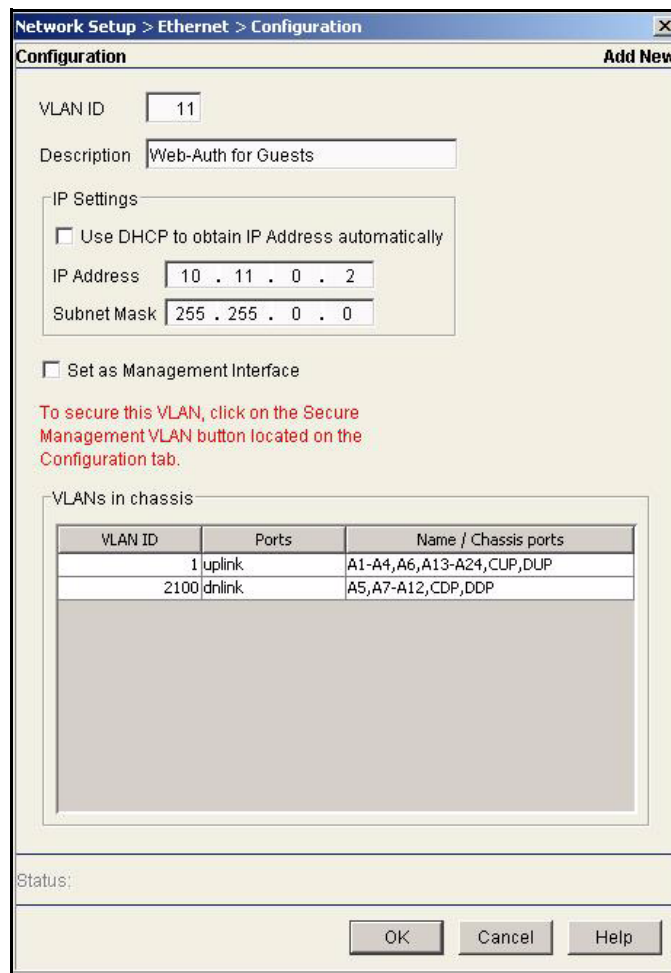 Network Setup > Ethernet > Configuration
Configuration Add New
VLAN ID 11
Description Web-Auth for Guests
IP Settings
Use DHCP to obtain IP Address automatically
IP Address 10 . 11 . 0 . 2
Subnet Mask 255 . 255 . 0 . 0
Set as Management Interface
To secure this VLAN, click on the Secure
Management VLAN button located on the
Configuration tab.
VLANs in chassis
VLAN ID Ports Name / Chassis ports
1 uplink A1-A4,A6,A13-A24,CUP,DUP
2100 dnlink A5,A7-A12,CDP,DDP
Status:
OK Cancel Help